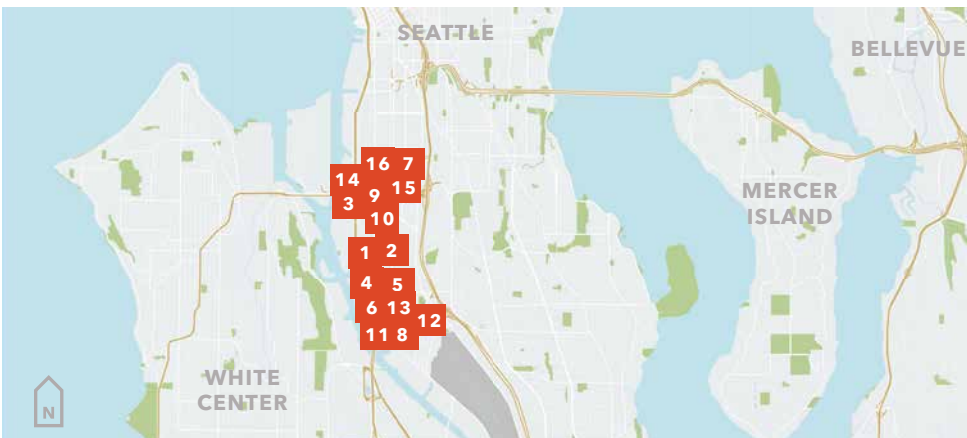 SEATTLE
BELLEVUE
16 7
14
15
9
3
10
MERCER
ISLAND
1 2
4 5
6 13
12
11 8
WHITE
CENTER
N